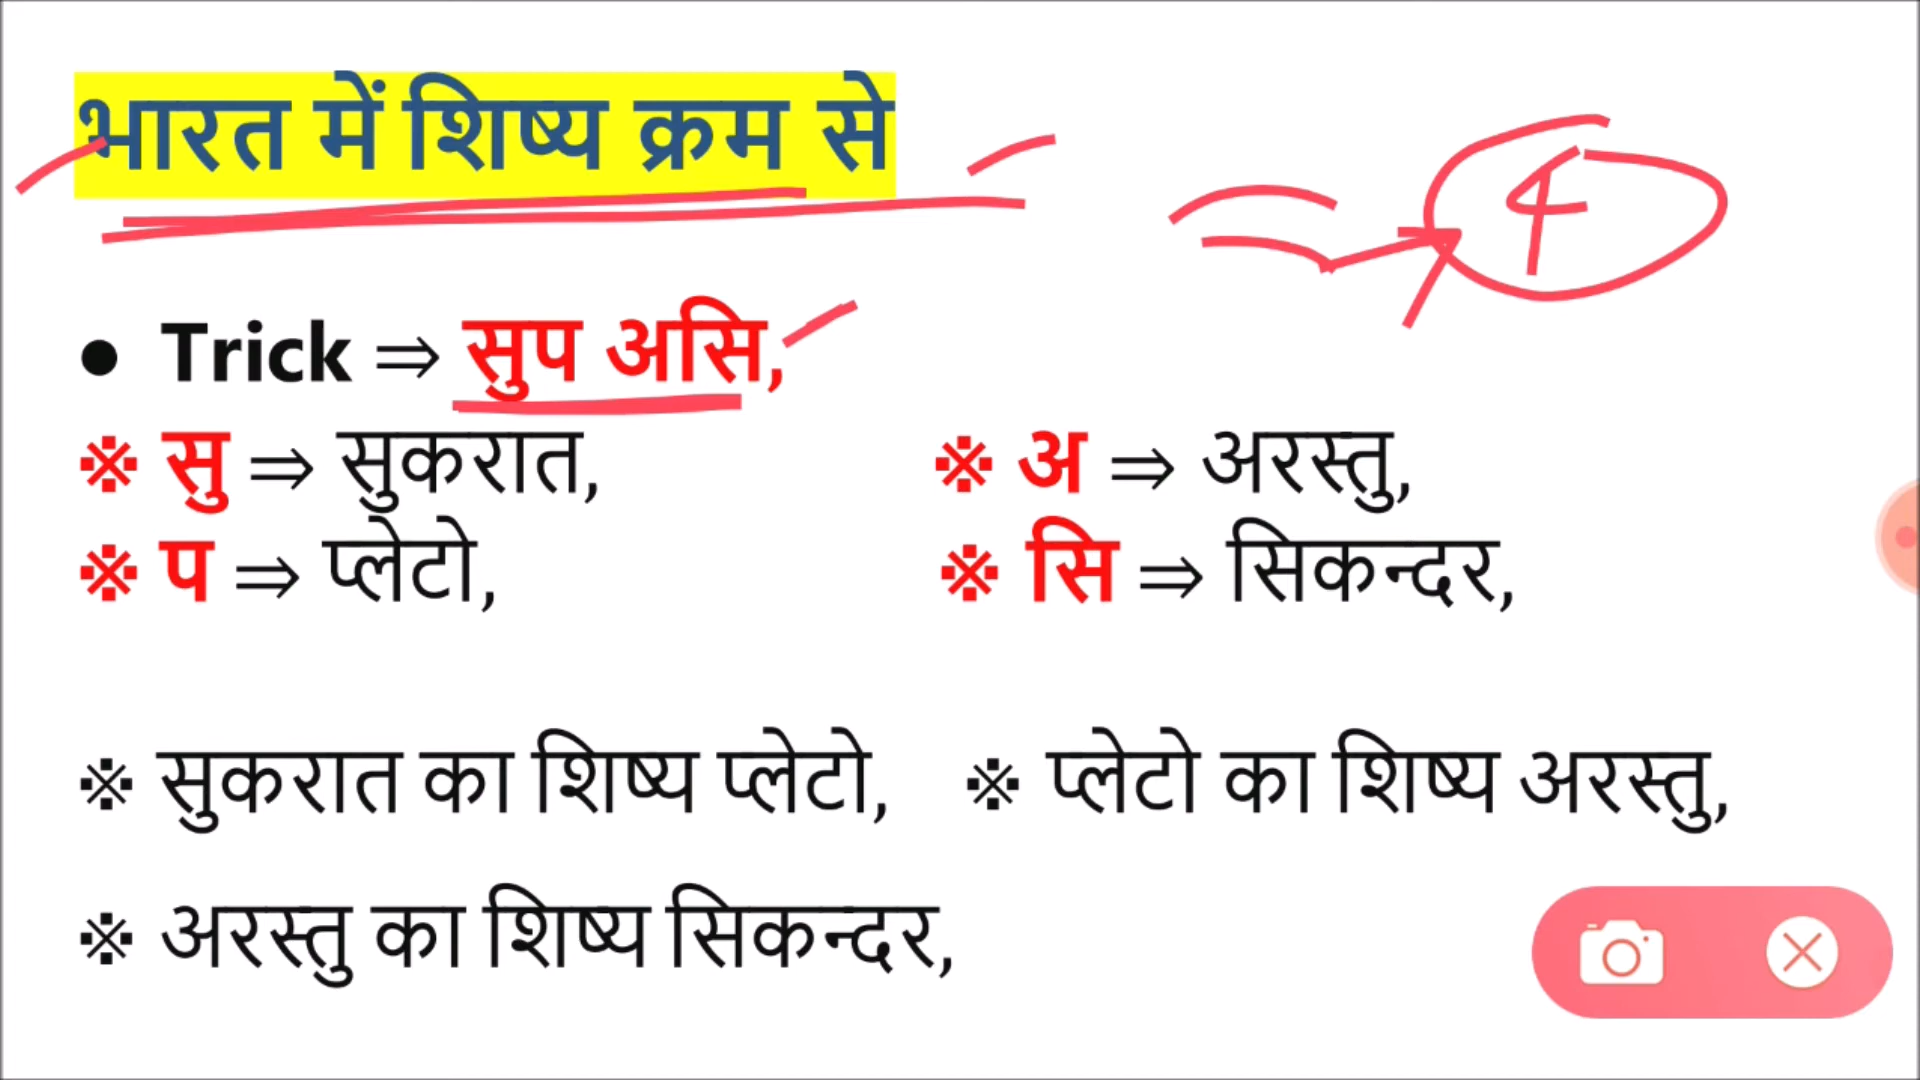 भारत में शिष्य क्रम से
4
● Trick ⇒ सुप असि,
※ सु ⇒ सुकरात, ※ अ ⇒ अरस्तु,
※ प ⇒ प्लेटो, ※ सि ⇒ सिकन्दर,
※ सुकरात का शिष्य प्लेटो, ※ प्लेटो का शिष्य अरस्तु,
※ अरस्तु का शिष्य सिकन्दर,